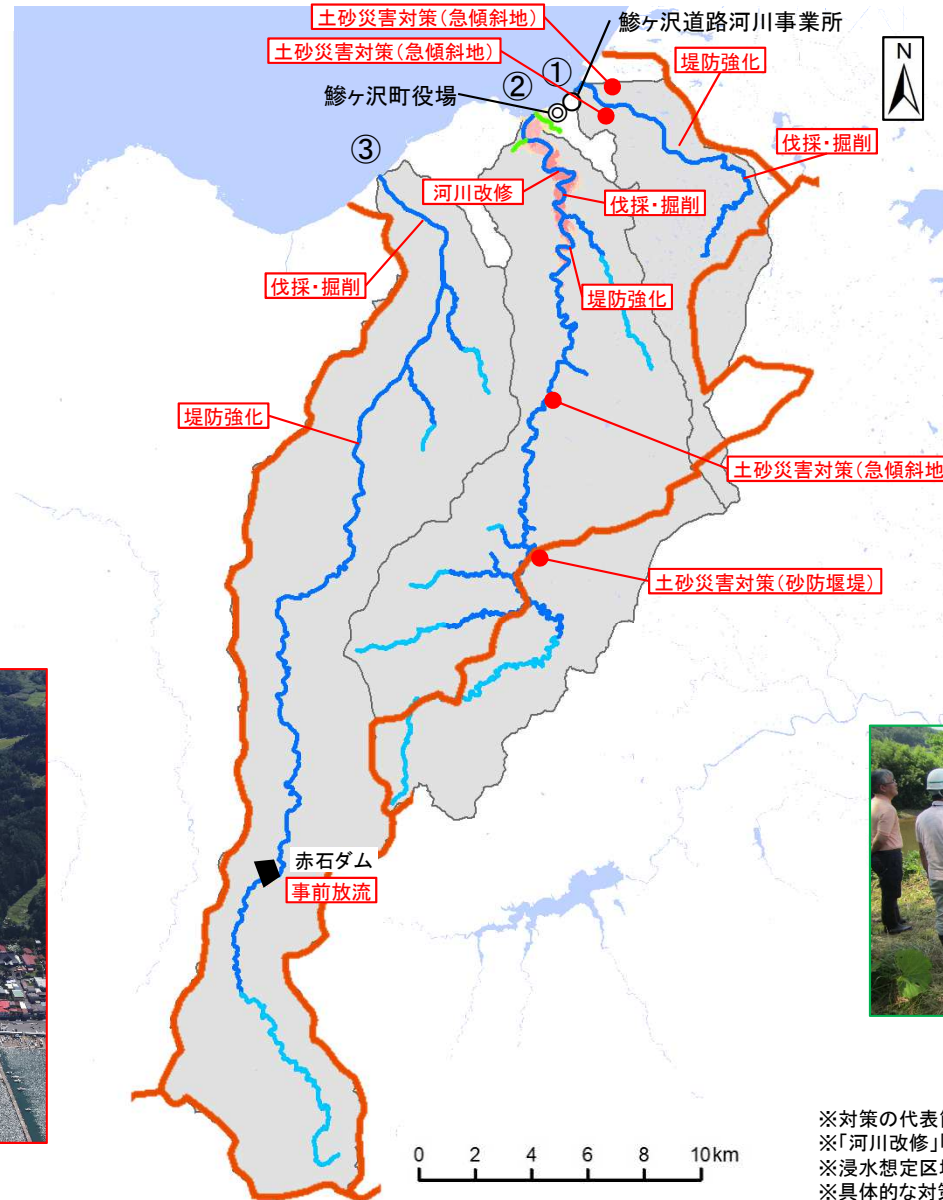 土砂災害対策(急傾斜地)
鰺ヶ沢道路河川事業所
土砂災害対策(急傾斜地)
堤防強化
N
①
②
鰺ヶ沢町役場
伐採・掘削
③
河川改修
伐採・掘削
伐採・掘削
堤防強化
堤防強化
土砂災害対策(急傾斜地
土砂災害対策(砂防堰堤)
赤石ダム
事前放流
0 2 4 6 8 10km
※対策の代表
※「河川改修」
※浸水想定区
※具体的な対